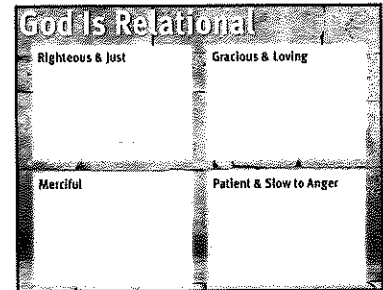 God Is Relational
Righteous & Just
Gracious & Loving
Merciful
Patient & Slow to Anger